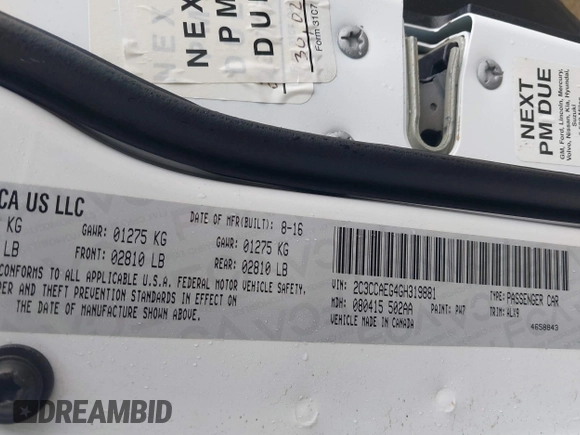 NEXT
PM
DUE
30,0
Form 3107
NEXT
PM DUE
GM, Ford, Lincoln, Mercury,
Volvo, Nissan, Kia, Hyundai,
Suzuki
CA US LLC
KG
GAWR: 01275 KG
DATE OF MFR(BUILT): 8-16
GAWR: 01275 KG
LB
FRONT: 02810 LB
REAR: 02810 LB
CONFORMS TO ALL APPLICABLE U.S.A. FEDERAL MOTOR VEHICLE SAFETY,
PER AND THEFT PREVENTION STANDARDS IN EFFECT ON
THE DATE OF MANUFACTURE SHOWN ABOVE.
VIN: 2C3CCAEG4GH319881
TYPE: PASSENGER CAR
MDH: 080415 502AA
PAINT: PW7
TRIM: ALX9
VEHICLE MADE IN CANADA
4658843
DREAMBID